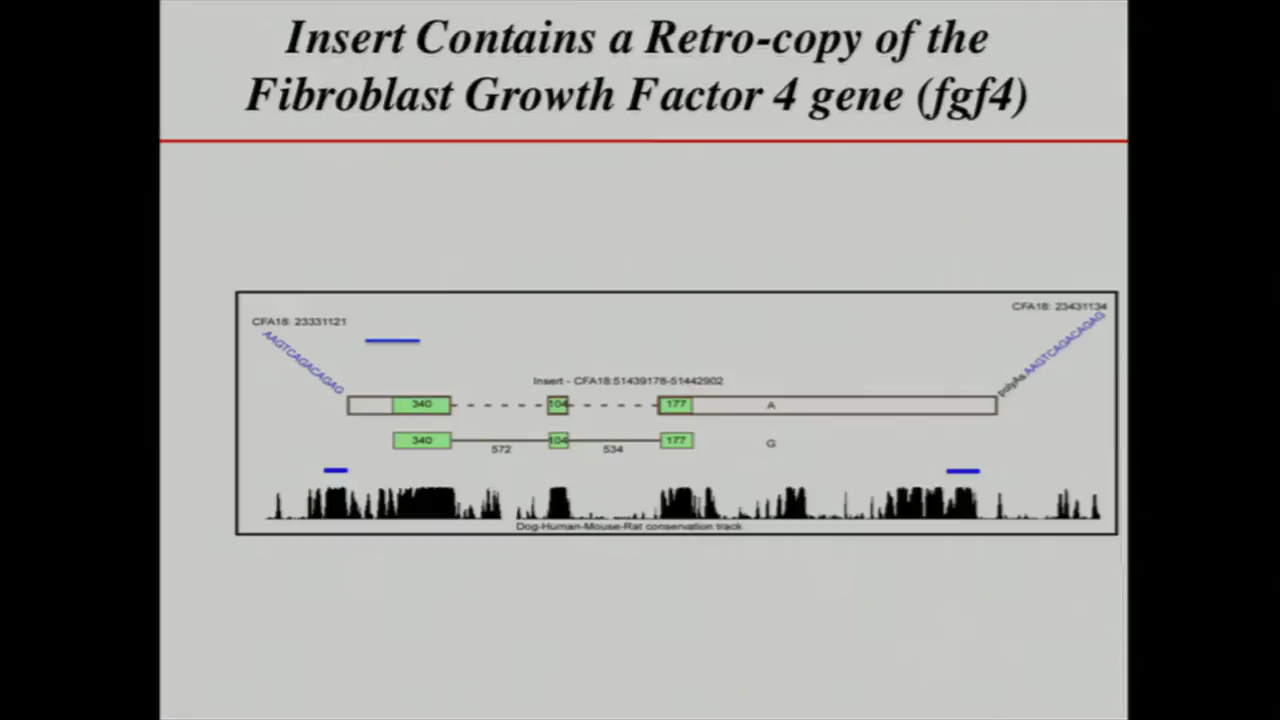 Insert Contains a Retro-copy of the
Fibroblast Growth Factor 4 gene (fgf4)
CFA18: 23431134
CFA18: 23331121
AAGTCAGACAGAG
polyAs AAGTCAGACAGAG
Insert - CFA18:51439178-51442902
340 104 177 A
340 104 177 G
572 534
Dog-Human-Mouse-Rat conservation track